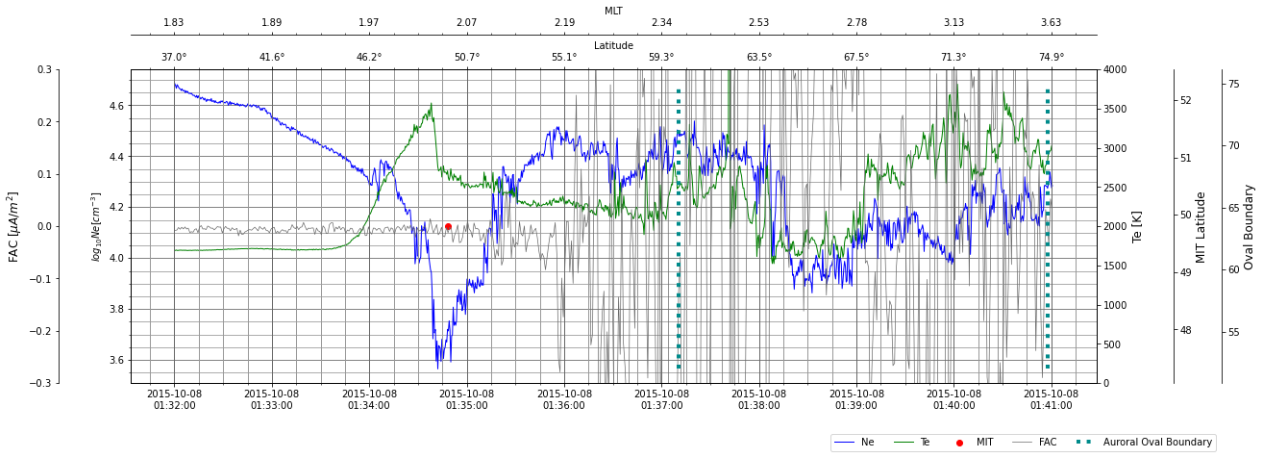 MLT
1.83 1.89 1.97 2.07 2.19 2.34 2.53 2.78 3.13 3.63
Latitude
37.0° 41.6° 46.2° 50.7° 55.1° 59.3° 63.5° 67.5° 71.3° 74.9°
FAC [μA/m²]
0.3
0.2
0.1
0.0
−0.1
−0.2
−0.3
log₁₀Ne[cm⁻³]
4.6
4.4
4.2
4.0
3.8
3.6
Te [K]
4000
3500
3000
2500
2000
1500
1000
500
0
MIT Latitude
52
51
50
49
48
Oval Boundary
75
70
65
60
55
2015-10-08 2015-10-08 2015-10-08 2015-10-08 2015-10-08 2015-10-08 2015-10-08 2015-10-08 2015-10-08 2015-10-08
01:32:00 01:33:00 01:34:00 01:35:00 01:36:00 01:37:00 01:38:00 01:39:00 01:40:00 01:41:00
Ne Te MIT FAC Auroral Oval Boundary